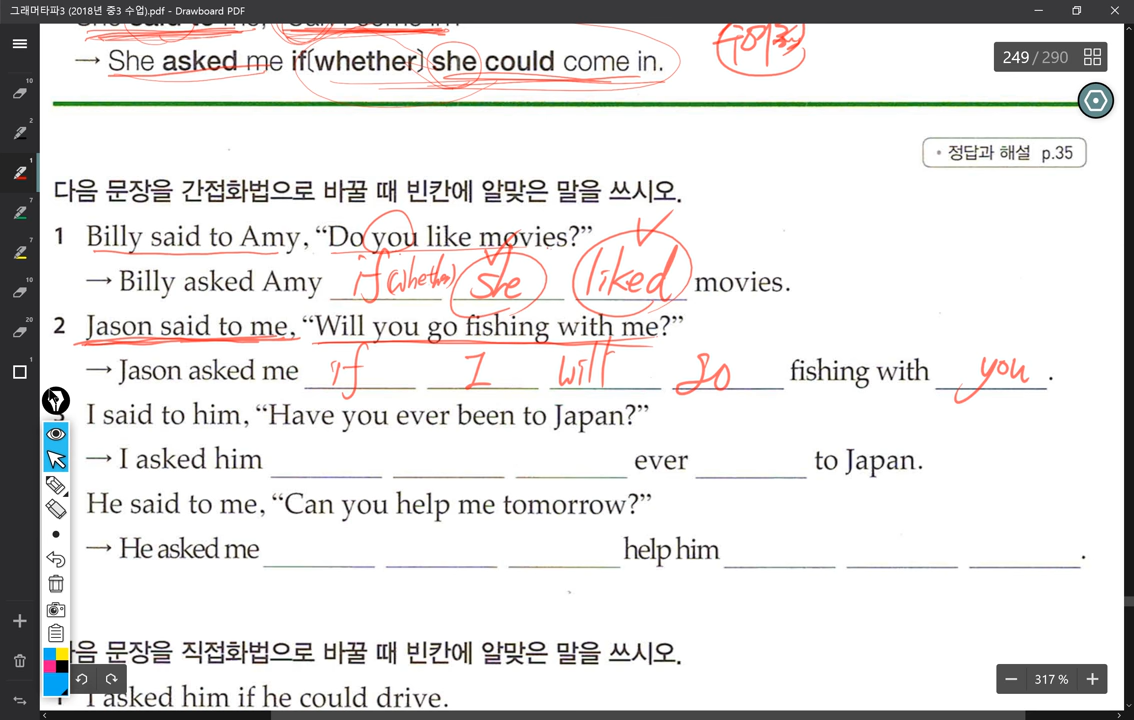 그래머타파3 (2018년 중3 수업).pdf - Drawboard PDF
→ She asked me if(whether) she could come in.
249 / 290
• 정답과 해설 p.35
다음 문장을 간접화법으로 바꿀 때 빈칸에 알맞은 말을 쓰시오.
1 Billy said to Amy, “Do you like movies?”
→ Billy asked Amy if (whether) she liked movies.
2 Jason said to me, “Will you go fishing with me?”
→ Jason asked me if I will go fishing with you.
I said to him, “Have you ever been to Japan?”
→ I asked him ever to Japan.
He said to me, “Can you help me tomorrow?”
→ He asked me help him .
음 문장을 직접화법으로 바꿀 때 빈칸에 알맞은 말을 쓰시오.
I asked him if he could drive.
317 %
10
2
1
7
7
10
20
1